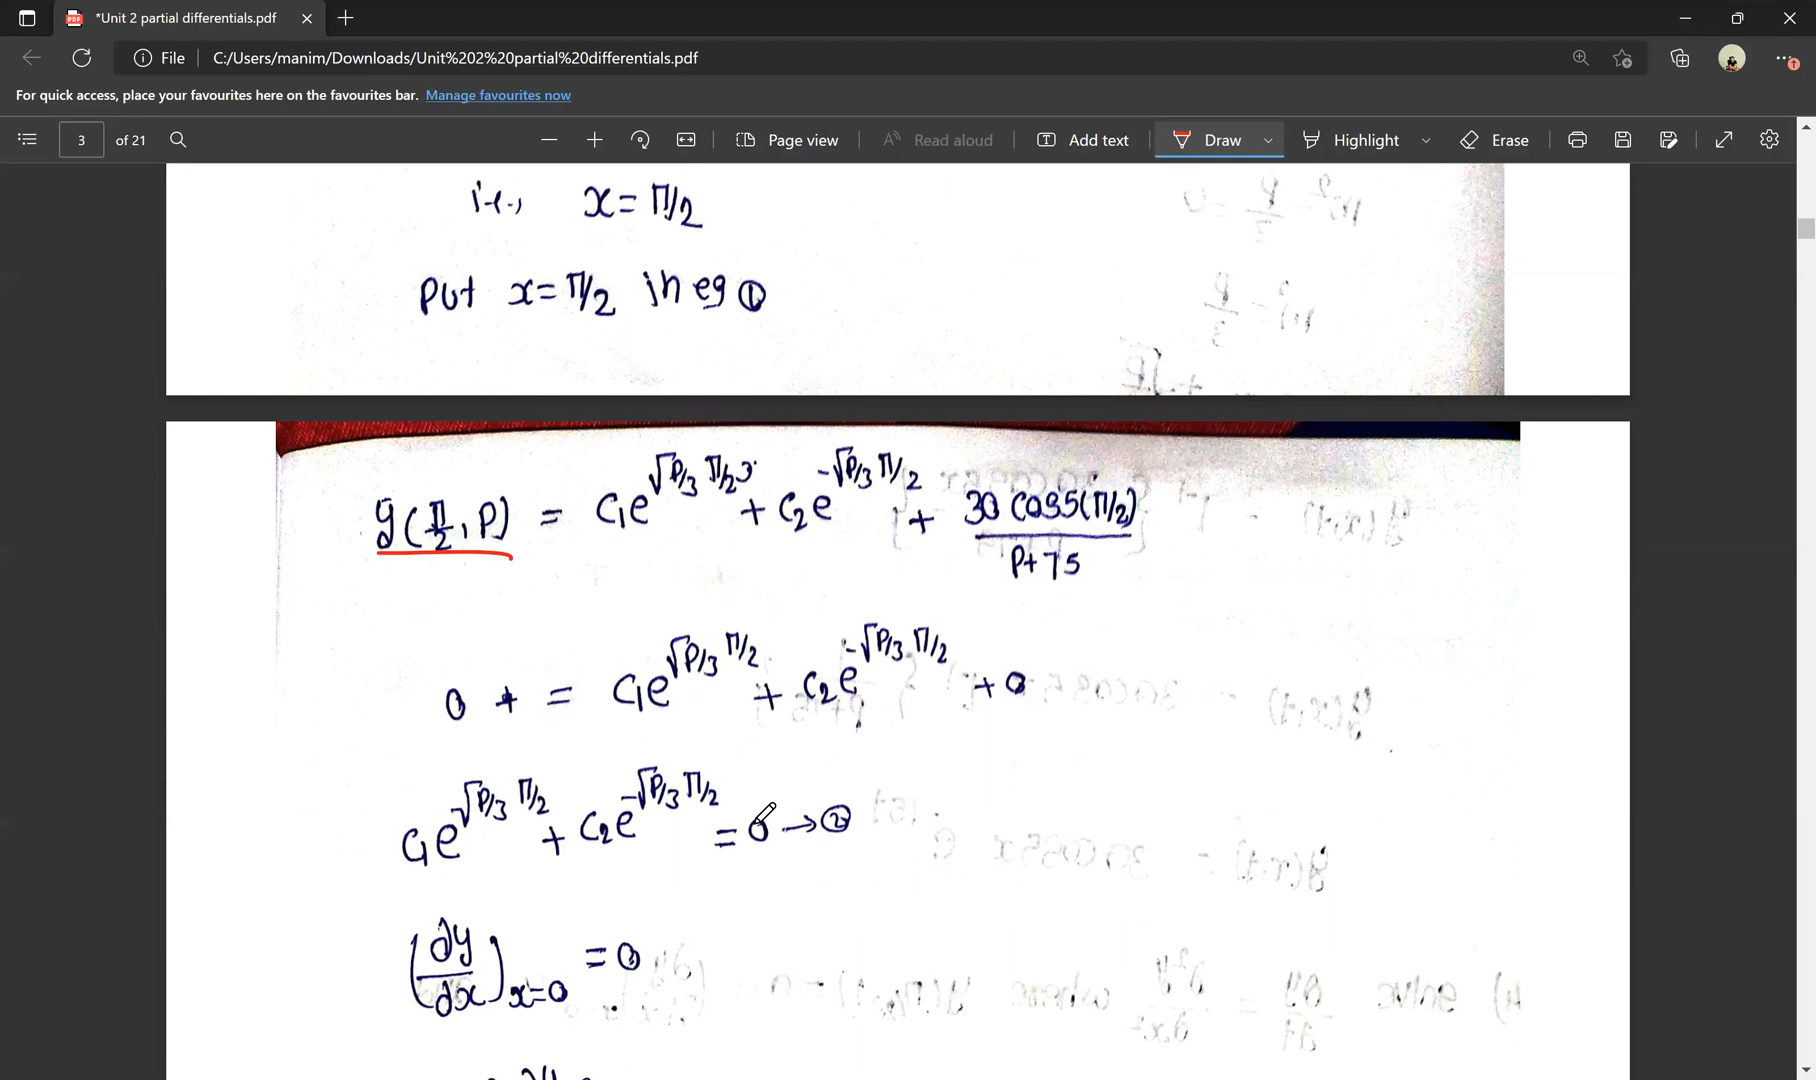 *Unit 2 partial differentials.pdf
File C:/Users/manim/Downloads/Unit%202%20partial%20differentials.pdf
For quick access, place your favourites here on the favourites bar. Manage favourites now
3 of 21 Page view Read aloud Add text Draw Highlight Erase
i.e., x = π/2
Put x = π/2 in eq ①
y̅(π/2, P) = C₁e^(√P/3 π/2) + C₂e^(-√P/3 π/2) + 30 cos5(π/2) / P+75
0 + = C₁e^(√P/3 π/2) + C₂e^(-√P/3 π/2) + 0
C₁e^(√P/3 π/2) + C₂e^(-√P/3 π/2) = 0 → ②
(∂y/∂x)ₓ₌₀ = 0